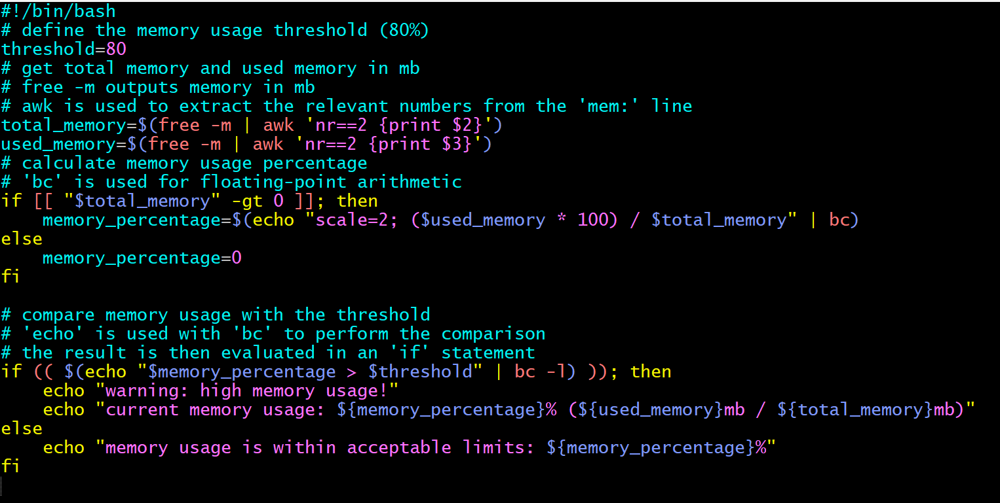 #!/bin/bash
# define the memory usage threshold (80%)
threshold=80
# get total memory and used memory in mb
# free -m outputs memory in mb
# awk is used to extract the relevant numbers from the 'mem:' line
total_memory=$(free -m | awk 'nr==2 {print $2}')
used_memory=$(free -m | awk 'nr==2 {print $3}')
# calculate memory usage percentage
# 'bc' is used for floating-point arithmetic
if [[ "$total_memory" -gt 0 ]]; then
    memory_percentage=$(echo "scale=2; ($used_memory * 100) / $total_memory" | bc)
else
    memory_percentage=0
fi

# compare memory usage with the threshold
# 'echo' is used with 'bc' to perform the comparison
# the result is then evaluated in an 'if' statement
if (( $(echo "$memory_percentage > $threshold" | bc -l) )); then
    echo "warning: high memory usage!"
    echo "current memory usage: ${memory_percentage}% (${used_memory}mb / ${total_memory}mb)"
else
    echo "memory usage is within acceptable limits: ${memory_percentage}%"
fi